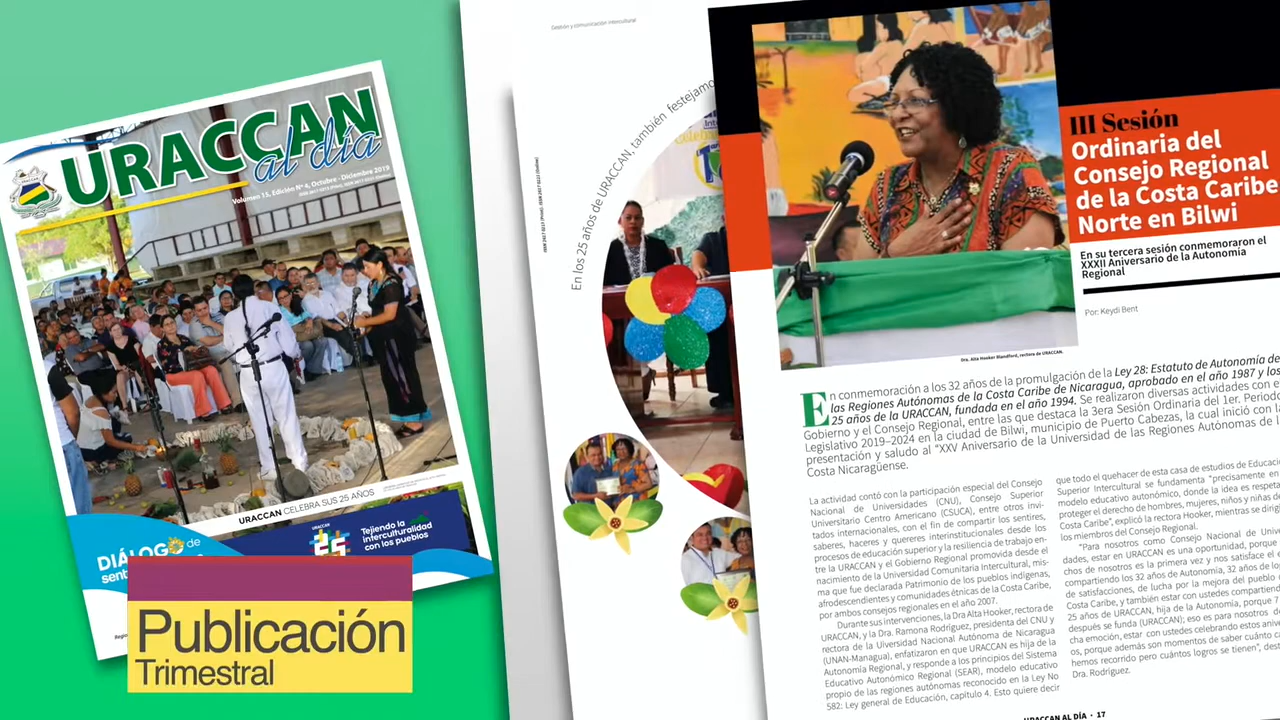 URACCAN
al día
Volumen 15, Edición Nº 4, Octubre - Diciembre 2019
URACCAN CELEBRA SUS 25 AÑOS
DIÁLOGO de
URACCAN
Tejiendo la
interculturalidad
con los pueblos
Publicación
Trimestral
Gestión y comunicación intercultural
En los 25 años de URACCAN, también festejamo
III Sesión
Ordinaria del
Consejo Regional
de la Costa Caribe
Norte en Bilwi
En su tercera sesión conmemoraron el
XXXII Aniversario de la Autonomía
Regional
Por: Keydi Bent
Dra. Alta Hooker Blandford, rectora de URACCAN.
En conmemoración a los 32 años de la promulgación de la Ley 28: Estatuto de Autonomía de
las Regiones Autónomas de la Costa Caribe de Nicaragua, aprobado en el año 1987 y los
25 años de la URACCAN, fundada en el año 1994. Se realizaron diversas actividades con e
Gobierno y el Consejo Regional, entre las que destaca la 3era Sesión Ordinaria del 1er. Period
Legislativo 2019–2024 en la ciudad de Bilwi, municipio de Puerto Cabezas, la cual inició con l
presentación y saludo al "XXV Aniversario de la Universidad de las Regiones Autónomas de l
Costa Nicaragüense.
La actividad contó con la participación especial del Consejo
Nacional de Universidades (CNU), Consejo Superior
Universitario Centro Americano (CSUCA), entre otros invi-
tados internacionales, con el fin de compartir los sentires,
saberes, haceres y quereres interinstitucionales desde los
procesos de educación superior y la resiliencia de trabajo en-
tre la URACCAN y el Gobierno Regional promovida desde el
nacimiento de la Universidad Comunitaria Intercultural, mis-
ma que fue declarada Patrimonio de los pueblos indígenas,
afrodescendientes y comunidades étnicas de la Costa Caribe,
por ambos consejos regionales en el año 2007.
Durante sus intervenciones, la Dra Alta Hooker, rectora de
URACCAN, y la Dra. Ramona Rodríguez, presidenta del CNU y
rectora de la Universidad Nacional Autónoma de Nicaragua
(UNAN-Managua), enfatizaron en que URACCAN es hija de la
Autonomía Regional, y responde a los principios del Sistema
Educativo Autonómico Regional (SEAR), modelo educativo
propio de las regiones autónomas reconocido en la Ley No
582: Ley general de Educación, capítulo 4. Esto quiere decir
que todo el quehacer de esta casa de estudios de Educaci
Superior Intercultural se fundamenta "precisamente en
modelo educativo autonómico, donde la idea es respeta
proteger el derecho de hombres, mujeres, niños y niñas d
Costa Caribe", explicó la rectora Hooker, mientras se dirig
los miembros del Consejo Regional.
"Para nosotros como Consejo Nacional de Unive
dades, estar en URACCAN es una oportunidad, porque
chos de nosotros es la primera vez y nos satisface el e
compartiendo los 32 años de Autonomía, 32 años de lo
de satisfacciones, de lucha por la mejora del pueblo
Costa Caribe, y también estar con ustedes compartiend
25 años de URACCAN, hija de la Autonomía, porque 7
después se funda (URACCAN); eso es para nosotros de
cha emoción, estar con ustedes celebrando estos anive
os, porque además son momentos de saber cuánto c
hemos recorrido pero cuántos logros se tienen", dest
Dra. Rodríguez.
URACCAN AL DÍA · 17